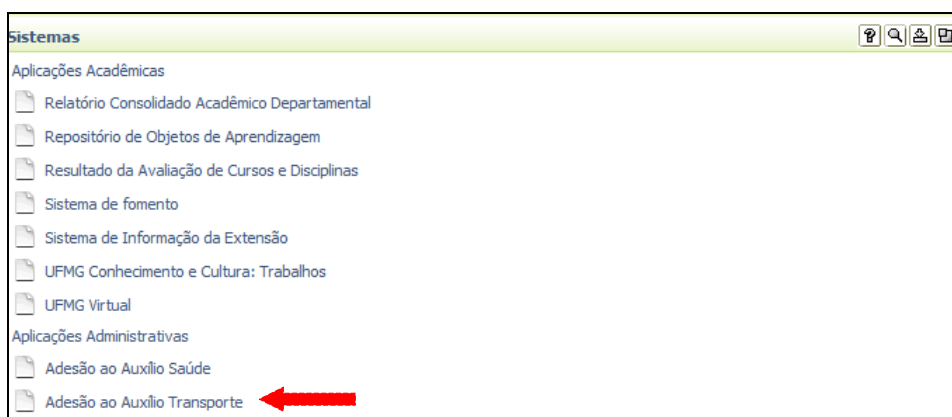 Sistemas
Aplicações Acadêmicas
Relatório Consolidado Acadêmico Departamental
Repositório de Objetos de Aprendizagem
Resultado da Avaliação de Cursos e Disciplinas
Sistema de fomento
Sistema de Informação da Extensão
UFMG Conhecimento e Cultura: Trabalhos
UFMG Virtual
Aplicações Administrativas
Adesão ao Auxílio Saúde
Adesão ao Auxílio Transporte